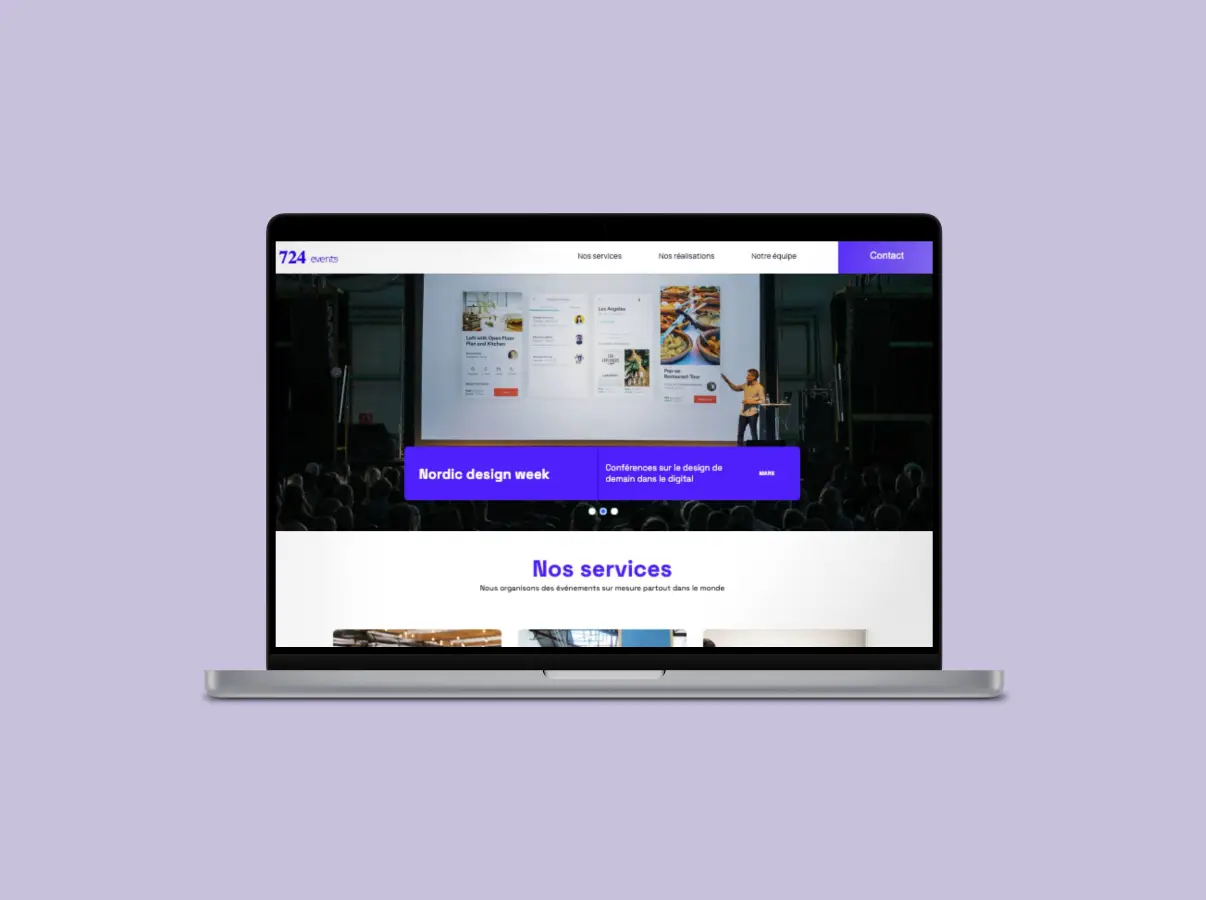 724 events
Nos services
Nos réalisations
Notre équipe
Contact
Loft with Open Floor
Plan and Kitchen
Los Angeles
Pop-up
Restaurant Tour
Nordic design week
Conférences sur le design de
demain dans le digital
MARS
Nos services
Nous organisons des événements sur mesure partout dans le monde